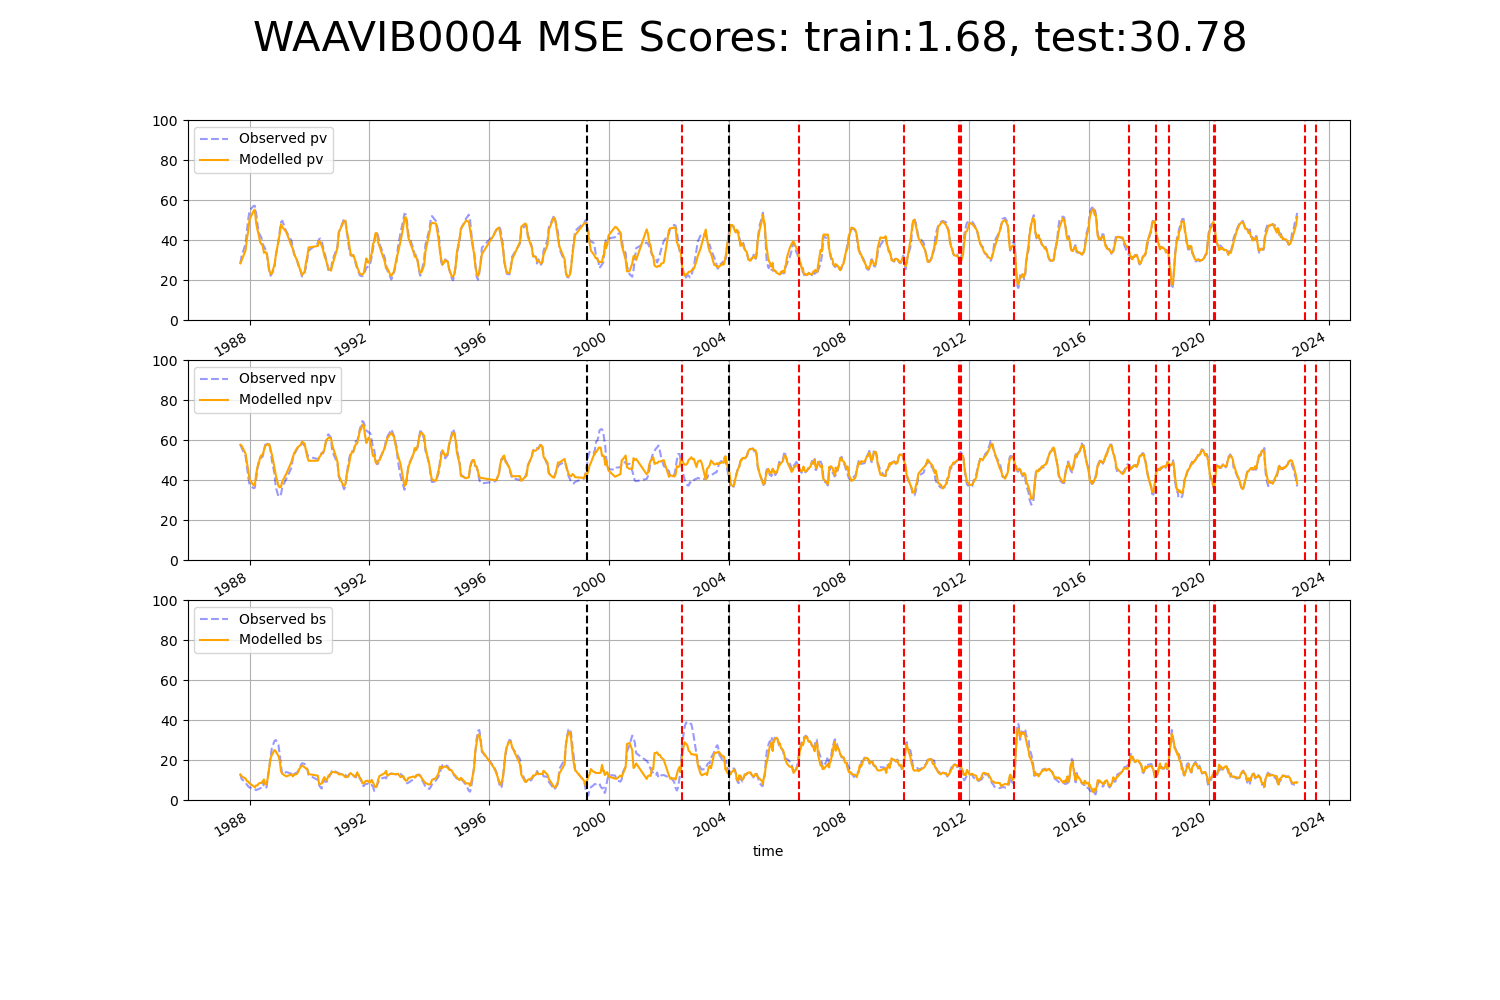 WAAVIB0004 MSE Scores: train:1.68, test:30.78
100
80
60
40
20
0
Observed pv
Modelled pv
1988 1992 1996 2000 2004 2008 2012 2016 2020 2024
100
80
60
40
20
0
Observed npv
Modelled npv
1988 1992 1996 2000 2004 2008 2012 2016 2020 2024
100
80
60
40
20
0
Observed bs
Modelled bs
1988 1992 1996 2000 2004 2008 2012 2016 2020 2024
time